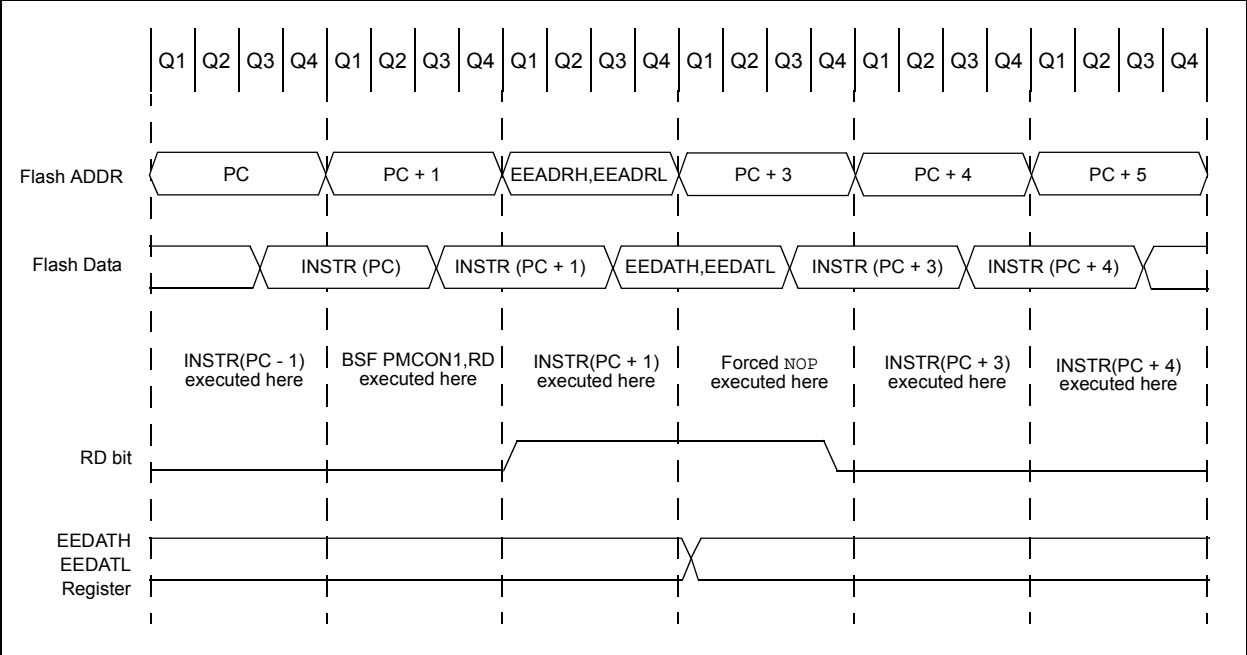 Q1 Q2 Q3 Q4 Q1 Q2 Q3 Q4 Q1 Q2 Q3 Q4 Q1 Q2 Q3 Q4 Q1 Q2 Q3 Q4 Q1 Q2 Q3 Q4
Flash ADDR PC PC + 1 EEADRH,EEADRL PC + 3 PC + 4 PC + 5
Flash Data INSTR (PC) INSTR (PC + 1) EEDATH,EEDATL INSTR (PC + 3) INSTR (PC + 4)
INSTR(PC - 1) BSF PMCON1,RD INSTR(PC + 1) Forced NOP INSTR(PC + 3) INSTR(PC + 4)
executed here executed here executed here executed here executed here executed here
RD bit
EEDATH
EEDATL
Register